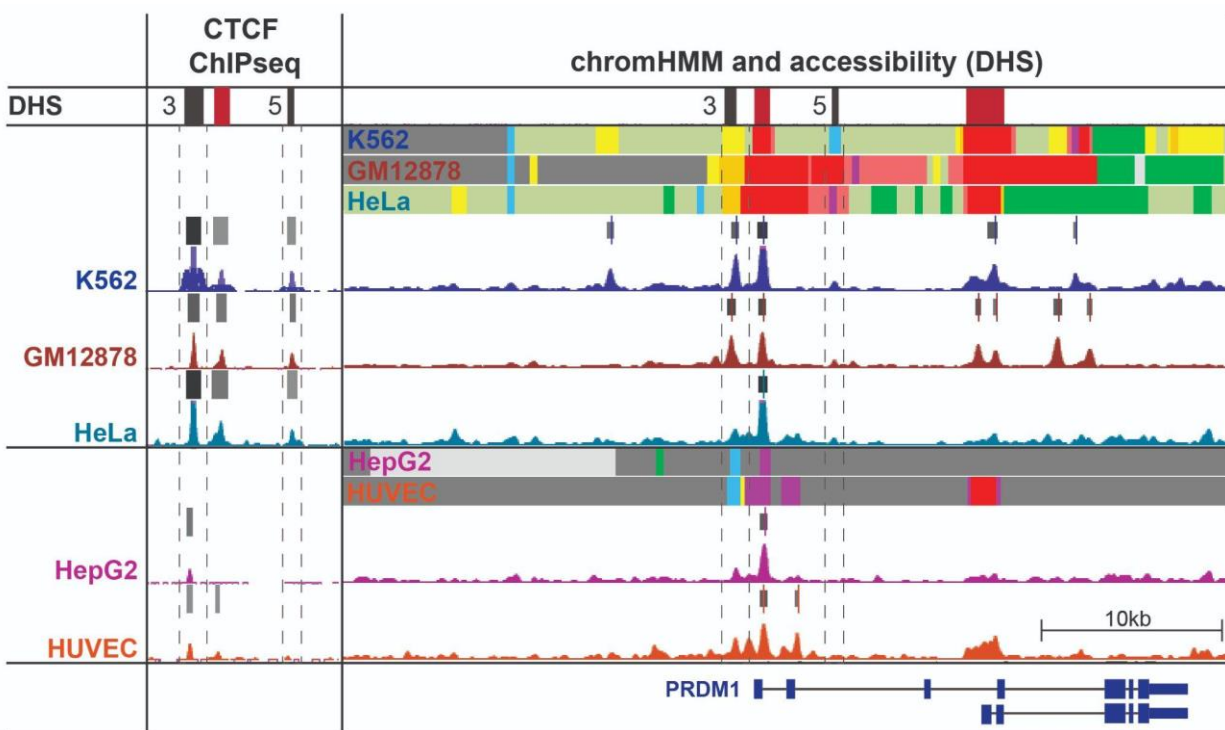 CTCF
ChIPseq
chromHMM and accessibility (DHS)
DHS 3 5 3 5
K562
GM12878
HeLa
K562
GM12878
HeLa
HepG2
HUVEC
HepG2
10kb
HUVEC
PRDM1